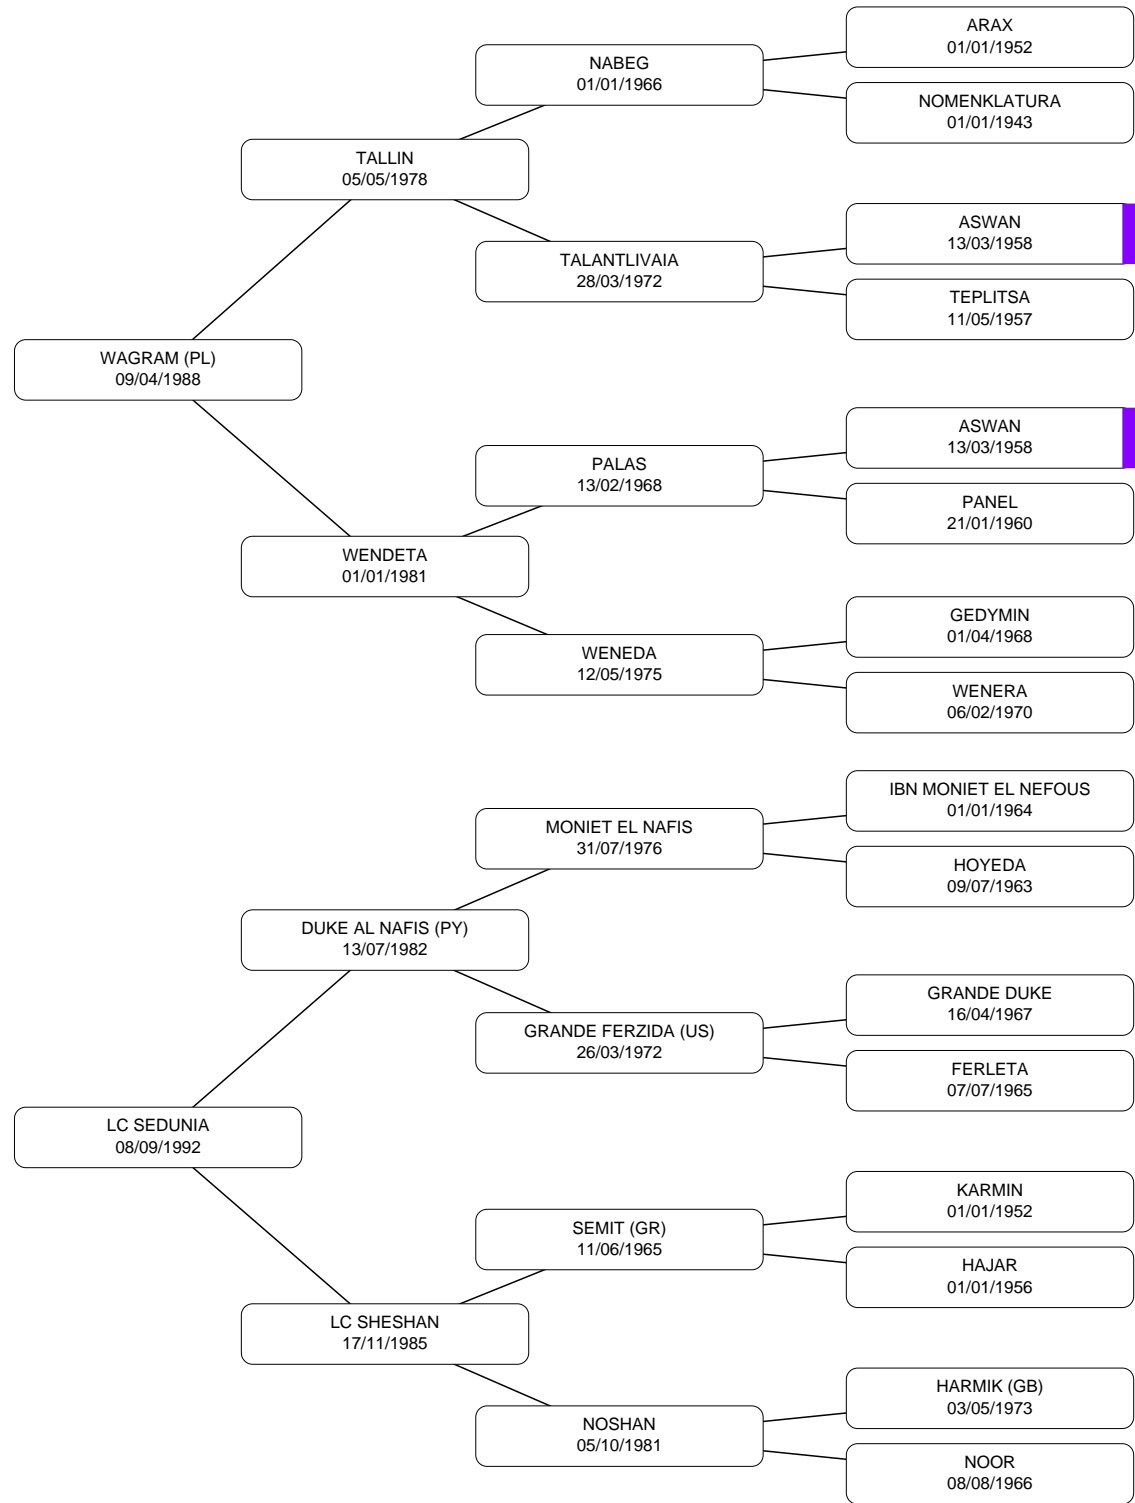 ARAX
01/01/1952
NABEG
01/01/1966
NOMENKLATURA
01/01/1943
TALLIN
05/05/1978
ASWAN
13/03/1958
TALANTLIVAIA
28/03/1972
TEPLITSA
11/05/1957
WAGRAM (PL)
09/04/1988
ASWAN
13/03/1958
PALAS
13/02/1968
PANEL
21/01/1960
WENDETA
01/01/1981
GEDYMIN
01/04/1968
WENEDA
12/05/1975
WENERA
06/02/1970
IBN MONIET EL NEFOUS
01/01/1964
MONIET EL NAFIS
31/07/1976
HOYEDA
09/07/1963
DUKE AL NAFIS (PY)
13/07/1982
GRANDE DUKE
16/04/1967
GRANDE FERZIDA (US)
26/03/1972
FERLETA
07/07/1965
LC SEDUNIA
08/09/1992
KARMIN
01/01/1952
SEMIT (GR)
11/06/1965
HAJAR
01/01/1956
LC SHESHAN
17/11/1985
HARMIK (GB)
03/05/1973
NOSHAN
05/10/1981
NOOR
08/08/1966